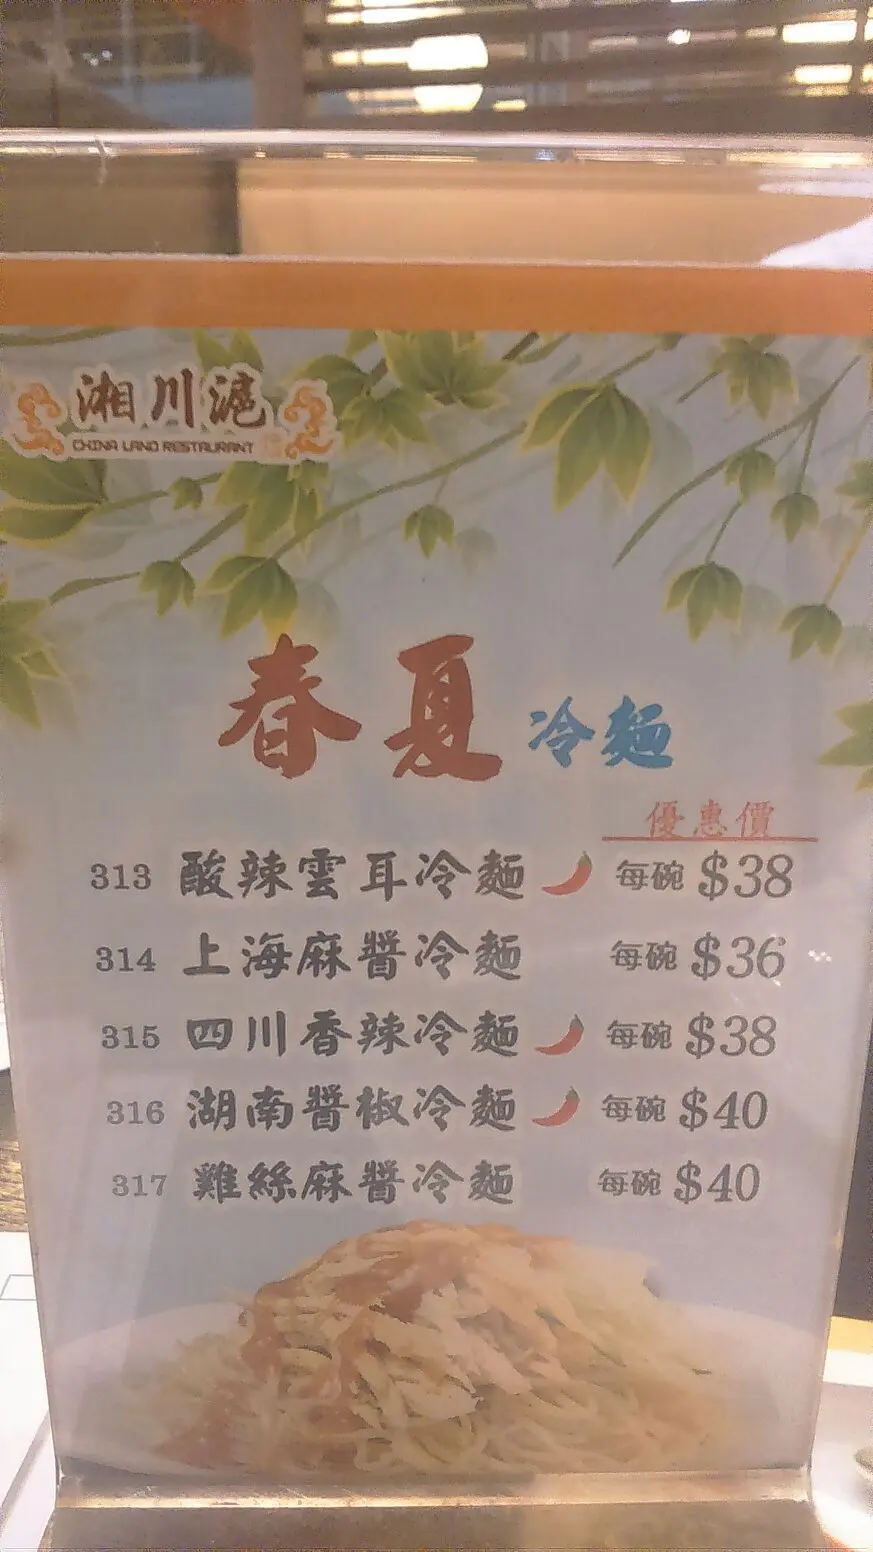 湘川滬
CHINA LAND RESTAURANT
春夏 冷麵
優惠價
313 酸辣雲耳冷麵 每碗 $38
314 上海麻醬冷麵 每碗 $36
315 四川香辣冷麵 每碗 $38
316 湖南醬椒冷麵 每碗 $40
317 雞絲麻醬冷麵 每碗 $40